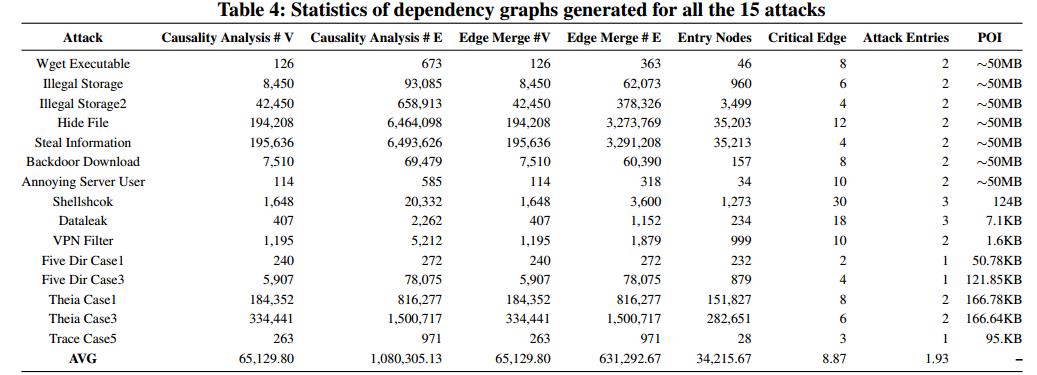 Table 4: Statistics of dependency graphs generated for all the 15 attacks
Attack Causality Analysis # V Causality Analysis # E Edge Merge #V Edge Merge # E Entry Nodes Critical Edge Attack Entries POI
Wget Executable 126 673 126 363 46 8 2 ~50MB
Illegal Storage 8,450 93,085 8,450 62,073 960 6 2 ~50MB
Illegal Storage2 42,450 658,913 42,450 378,326 3,499 4 2 ~50MB
Hide File 194,208 6,464,098 194,208 3,273,769 35,203 12 2 ~50MB
Steal Information 195,636 6,493,626 195,636 3,291,208 35,213 4 2 ~50MB
Backdoor Download 7,510 69,479 7,510 60,390 157 8 2 ~50MB
Annoying Server User 114 585 114 318 34 10 2 ~50MB
Shellshcok 1,648 20,332 1,648 3,600 1,273 30 3 124B
Dataleak 407 2,262 407 1,152 234 18 3 7.1KB
VPN Filter 1,195 5,212 1,195 1,879 999 10 2 1.6KB
Five Dir Case1 240 272 240 272 232 2 1 50.78KB
Five Dir Case3 5,907 78,075 5,907 78,075 879 4 1 121.85KB
Theia Case1 184,352 816,277 184,352 816,277 151,827 8 2 166.78KB
Theia Case3 334,441 1,500,717 334,441 1,500,717 282,651 6 2 166.64KB
Trace Case5 263 971 263 971 28 3 1 95.KB
AVG 65,129.80 1,080,305.13 65,129.80 631,292.67 34,215.67 8.87 1.93 –